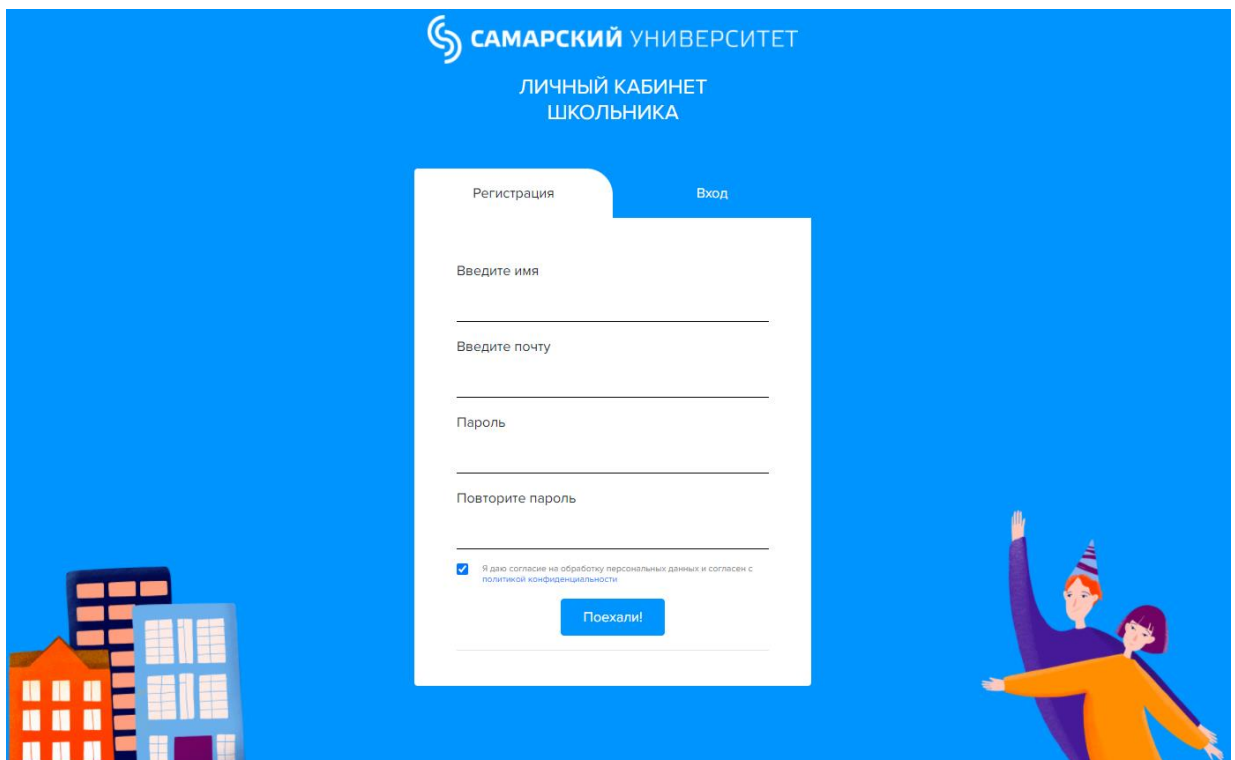 САМАРСКИЙ УНИВЕРСИТЕТ
ЛИЧНЫЙ КАБИНЕТ
ШКОЛЬНИКА
Регистрация
Вход
Введите имя
Введите почту
Пароль
Повторите пароль
Я даю согласие на обработку персональных данных и согласен с
политикой конфиденциальности
Поехали!